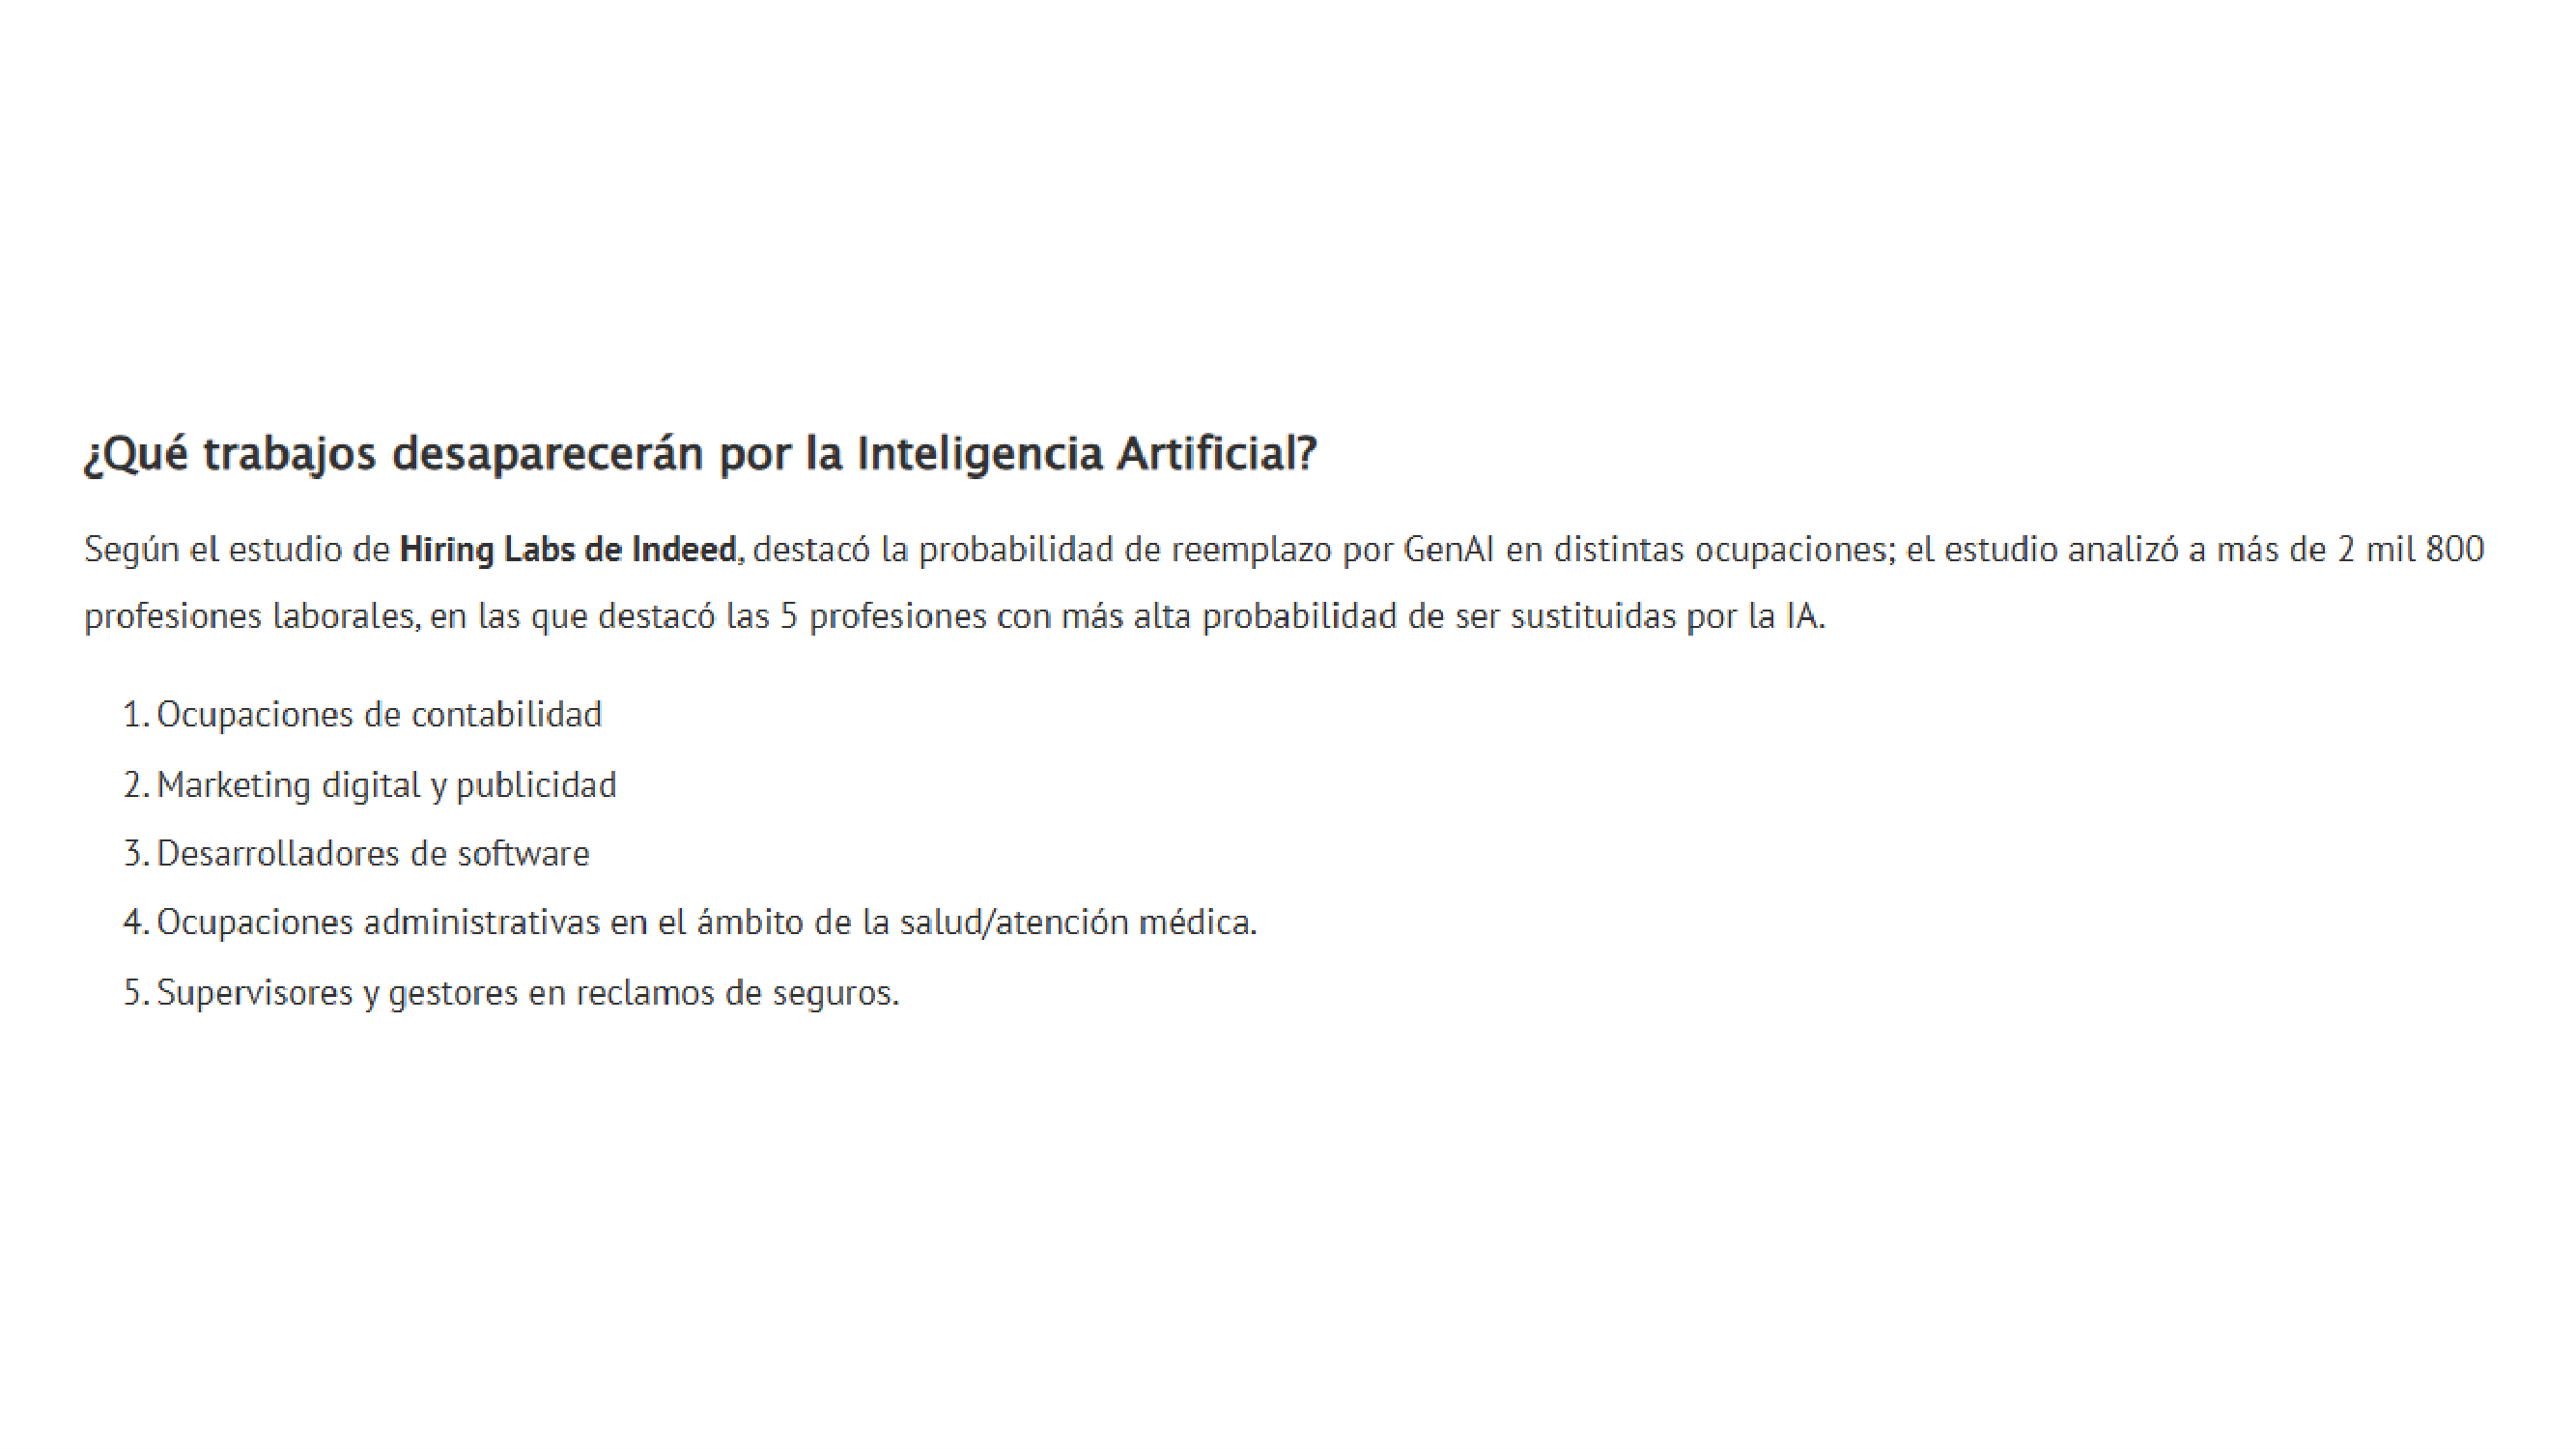 ¿Qué trabajos desaparecerán por la Inteligencia Artificial?
Según el estudio de Hiring Labs de Indeed, destacó la probabilidad de reemplazo por GenAI en distintas ocupaciones; el estudio analizó a más de 2 mil 800
profesiones laborales, en las que destacó las 5 profesiones con más alta probabilidad de ser sustituidas por la IA.
1. Ocupaciones de contabilidad
2. Marketing digital y publicidad
3. Desarrolladores de software
4. Ocupaciones administrativas en el ámbito de la salud/atención médica.
5. Supervisores y gestores en reclamos de seguros.